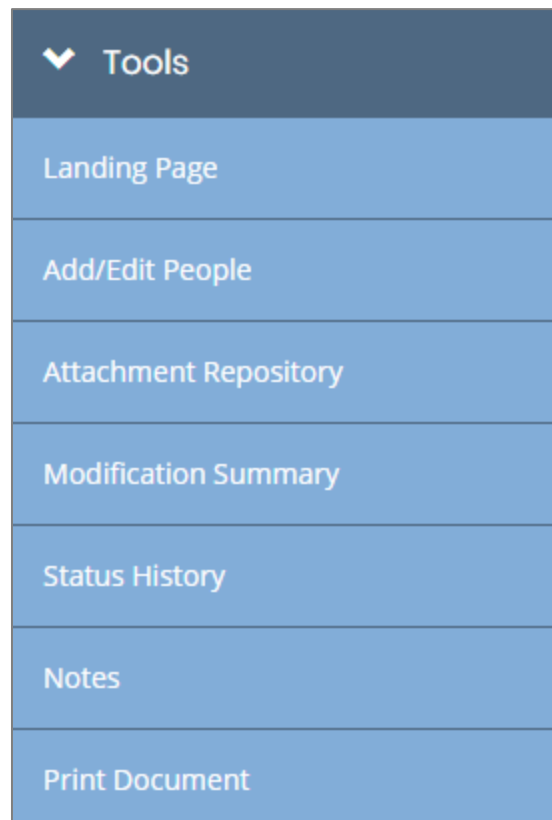 Tools
Landing Page
Add/Edit People
Attachment Repository
Modification Summary
Status History
Notes
Print Document